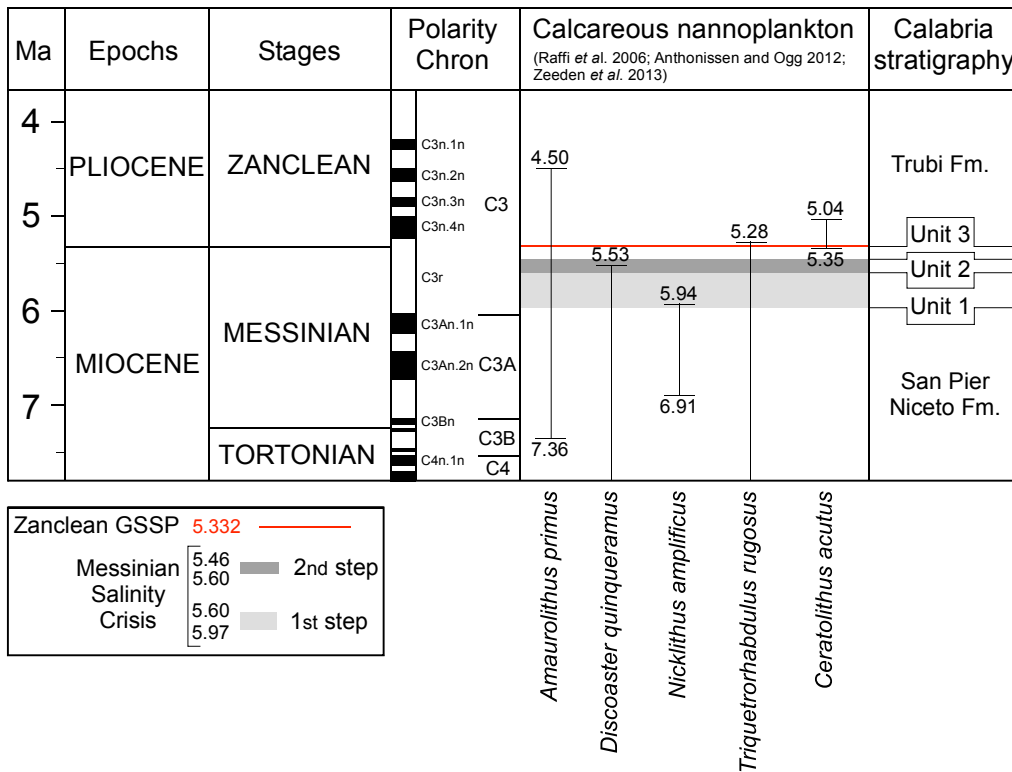 Ma
Epochs
Stages
Polarity
Chron
Calcareous nannoplankton
(Raffi et al. 2006; Anthonissen and Ogg 2012;
Zeeden et al. 2013)
Calabria
stratigraphy
4
5
6
7
PLIOCENE
MIOCENE
ZANCLEAN
MESSINIAN
TORTONIAN
C3n.1n
C3n.2n
C3n.3n
C3n.4n
C3r
C3An.1n
C3An.2n
C3Bn
C4n.1n
C3
C3A
C3B
C4
4.50
7.36
5.53
5.94
6.91
5.28
5.04
5.35
Trubi Fm.
Unit 3
Unit 2
Unit 1
San Pier
Niceto Fm.
Amaurolithus primus
Discoaster quinqueramus
Nicklithus amplificus
Triquetrorhabdulus rugosus
Ceratolithus acutus
Zanclean GSSP 5.332
Messinian
Salinity
Crisis
5.46
5.60
2nd step
5.60
5.97
1st step